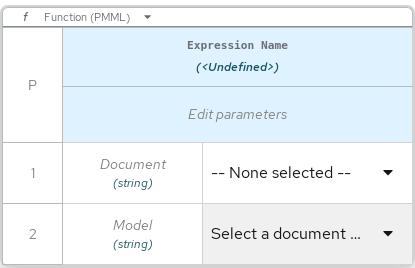 f Function (PMML)
Expression Name
(<Undefined>)
P
Edit parameters
1 Document (string) -- None selected --
2 Model (string) Select a document ...